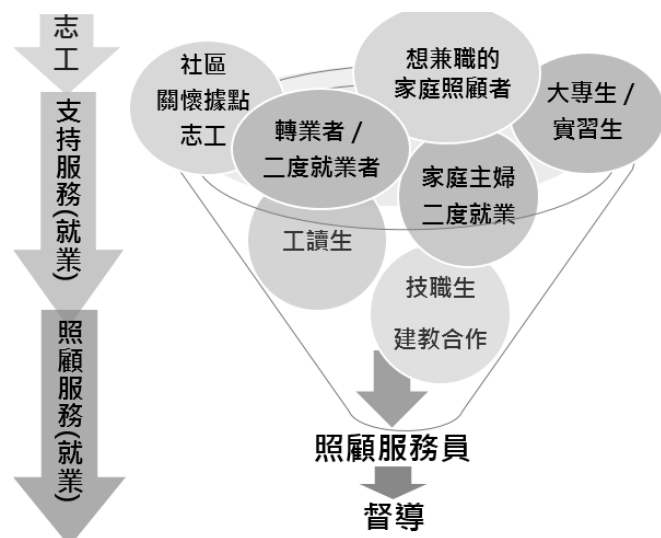 志工
支持服務(就業)
照顧服務(就業)
社區
關懷據點
志工
想兼職的
家庭照顧者
大專生 /
實習生
轉業者 /
二度就業者
家庭主婦
二度就業
工讀生
技職生
建教合作
照顧服務員
督導